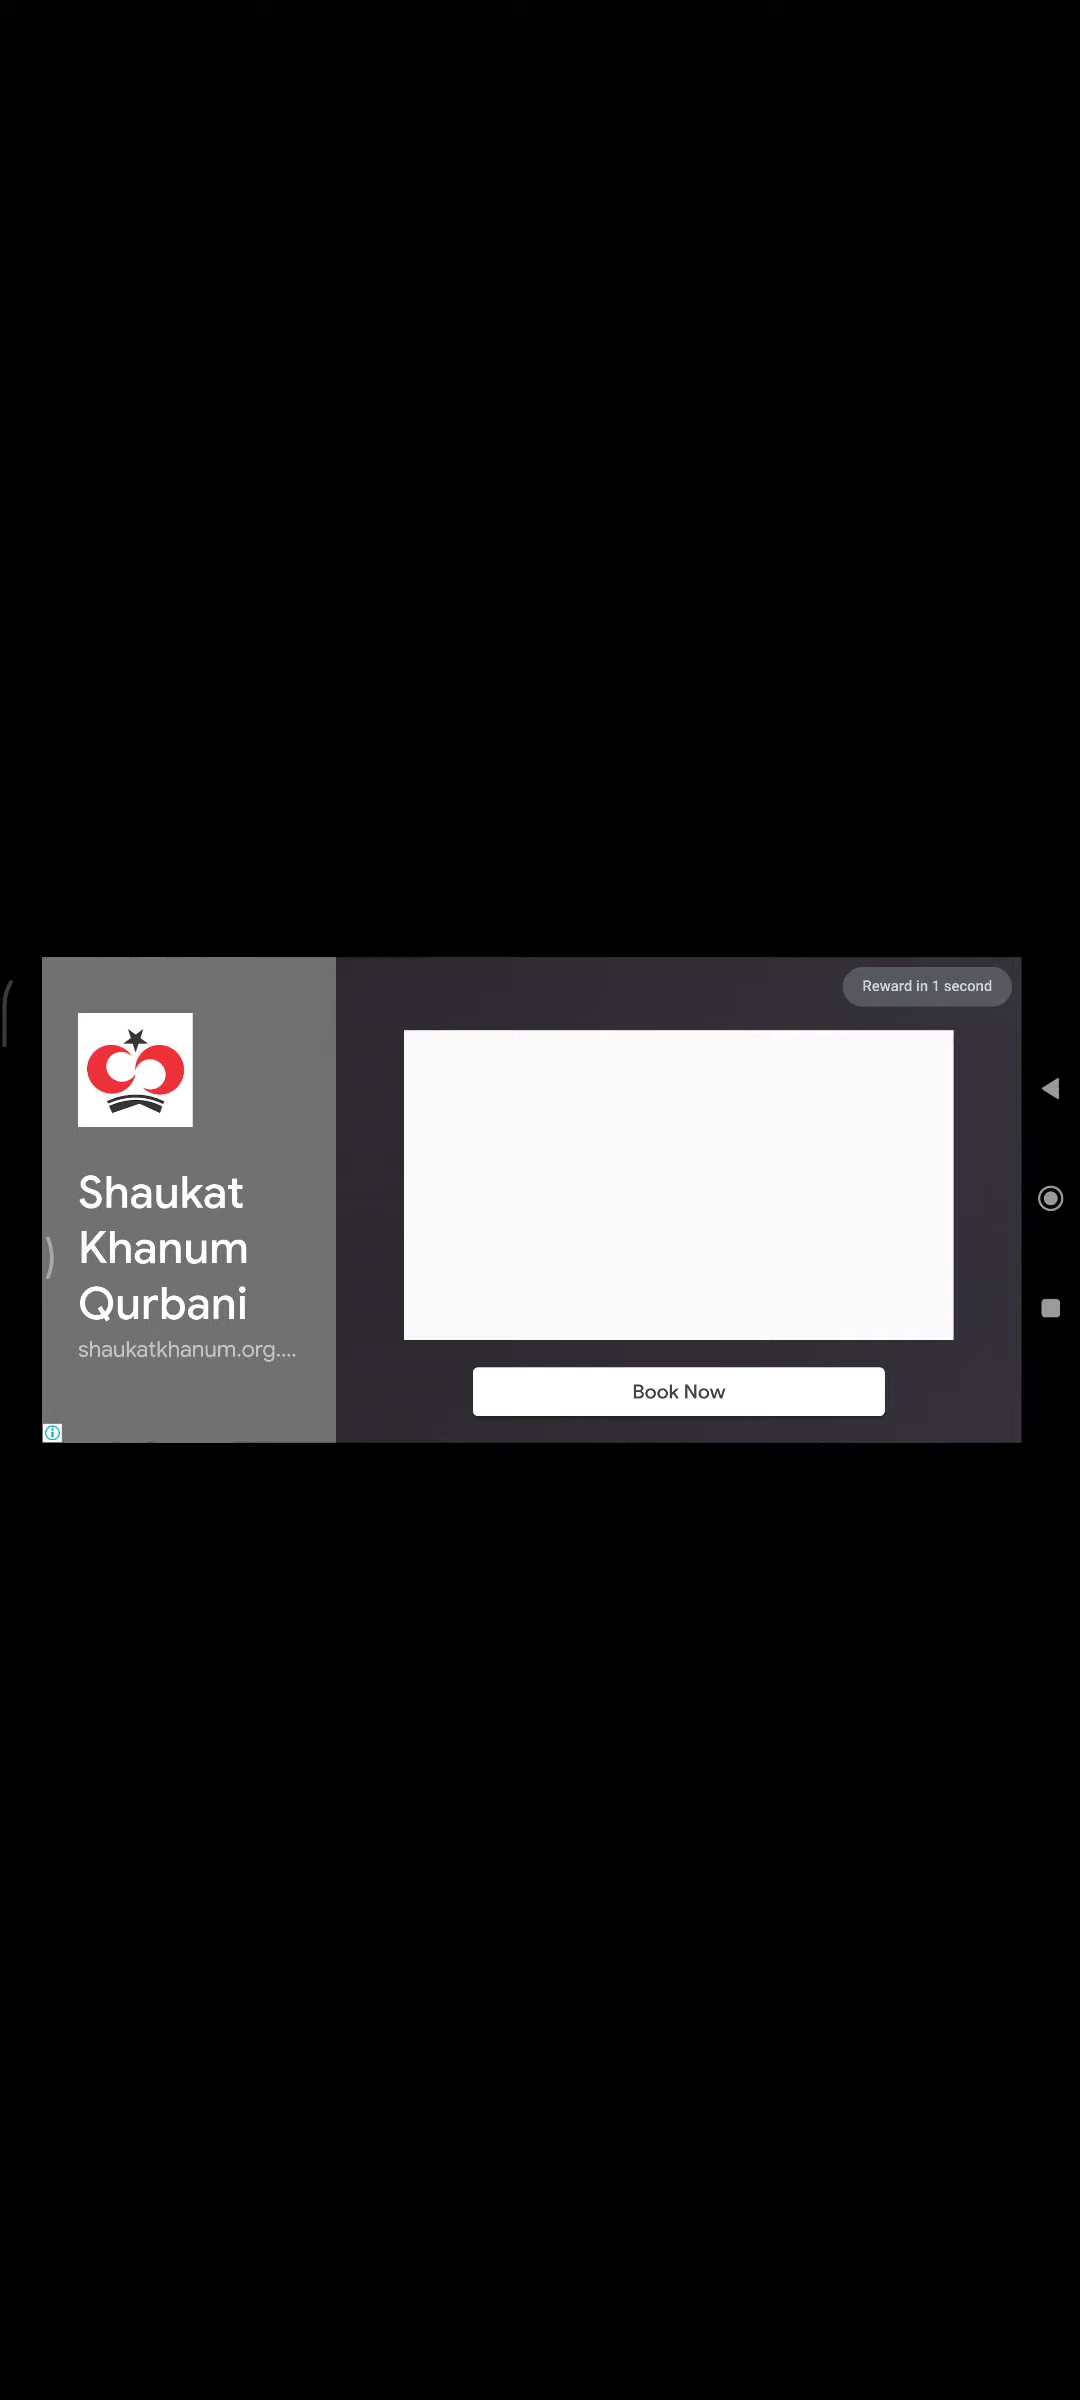 Reward in 1 second
Shaukat
Khanum
Qurbani
shaukatkhanum.org....
Book Now